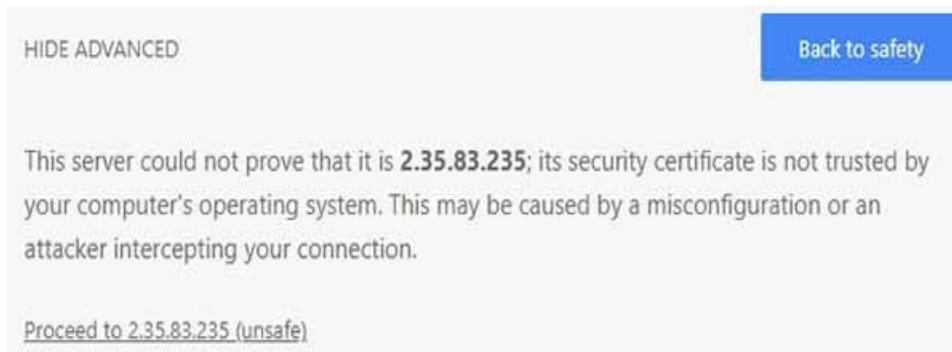 HIDE ADVANCED
Back to safety
This server could not prove that it is 2.35.83.235; its security certificate is not trusted by
your computer's operating system. This may be caused by a misconfiguration or an
attacker intercepting your connection.
Proceed to 2.35.83.235 (unsafe)